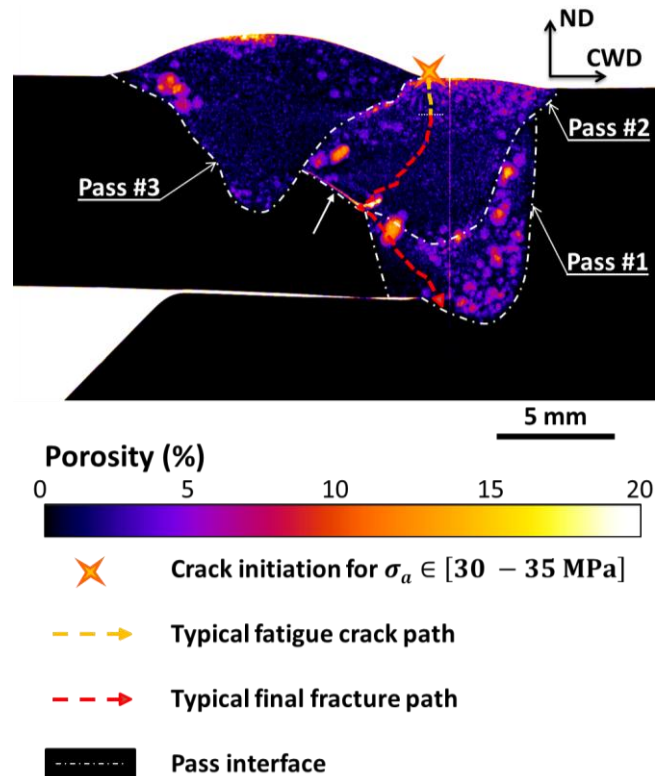 ND
CWD
Pass #2
Pass #3
Pass #1
5 mm
Porosity (%)
0 5 10 15 20
Crack initiation for σₐ ∈ [30 − 35 MPa]
Typical fatigue crack path
Typical final fracture path
Pass interface